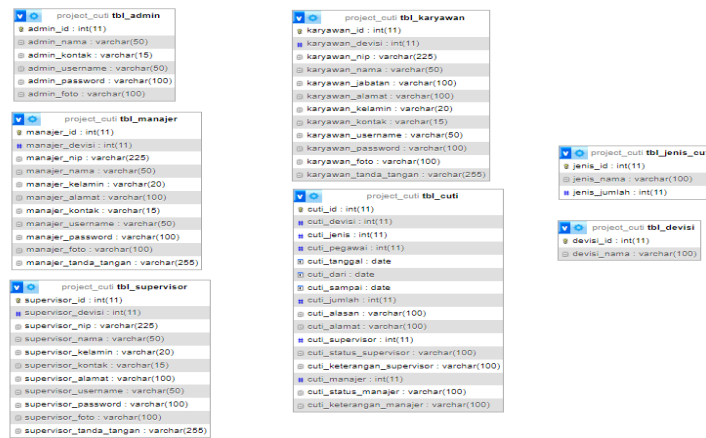 project_cuti tbl_admin
admin_id : int(11)
admin_nama : varchar(50)
admin_kontak : varchar(15)
admin_username : varchar(50)
admin_password : varchar(100)
admin_foto : varchar(100)
project_cuti tbl_manajer
manajer_id : int(11)
manajer_devisi : int(11)
manajer_nip : varchar(225)
manajer_nama : varchar(50)
manajer_kelamin : varchar(20)
manajer_alamat : varchar(100)
manajer_kontak : varchar(15)
manajer_username : varchar(50)
manajer_password : varchar(100)
manajer_foto : varchar(100)
manajer_tanda_tangan : varchar(255)
project_cuti tbl_supervisor
supervisor_id : int(11)
supervisor_devisi : int(11)
supervisor_nip : varchar(225)
supervisor_nama : varchar(50)
supervisor_kelamin : varchar(20)
supervisor_kontak : varchar(15)
supervisor_alamat : varchar(100)
supervisor_username : varchar(50)
supervisor_password : varchar(100)
supervisor_foto : varchar(100)
supervisor_tanda_tangan : varchar(255)
project_cuti tbl_karyawan
karyawan_id : int(11)
karyawan_devisi : int(11)
karyawan_nip : varchar(225)
karyawan_nama : varchar(50)
karyawan_jabatan : varchar(100)
karyawan_alamat : varchar(100)
karyawan_kelamin : varchar(20)
karyawan_kontak : varchar(15)
karyawan_username : varchar(50)
karyawan_password : varchar(100)
karyawan_foto : varchar(100)
karyawan_tanda_tangan : varchar(255)
project_cuti tbl_cuti
cuti_id : int(11)
cuti_devisi : int(11)
cuti_jenis : int(11)
cuti_pegawai : int(11)
cuti_tanggal : date
cuti_dari : date
cuti_sampai : date
cuti_jumlah : int(11)
cuti_alasan : varchar(100)
cuti_alamat : varchar(100)
cuti_supervisor : int(11)
cuti_status_supervisor : varchar(100)
cuti_keterangan_supervisor : varchar(100)
cuti_manajer : int(11)
cuti_status_manajer : varchar(100)
cuti_keterangan_manajer : varchar(100)
project_cuti tbl_jenis_cu
jenis_id : int(11)
jenis_nama : varchar(100)
jenis_jumlah : int(11)
project_cuti tbl_devisi
devisi_id : int(11)
devisi_nama : varchar(100)